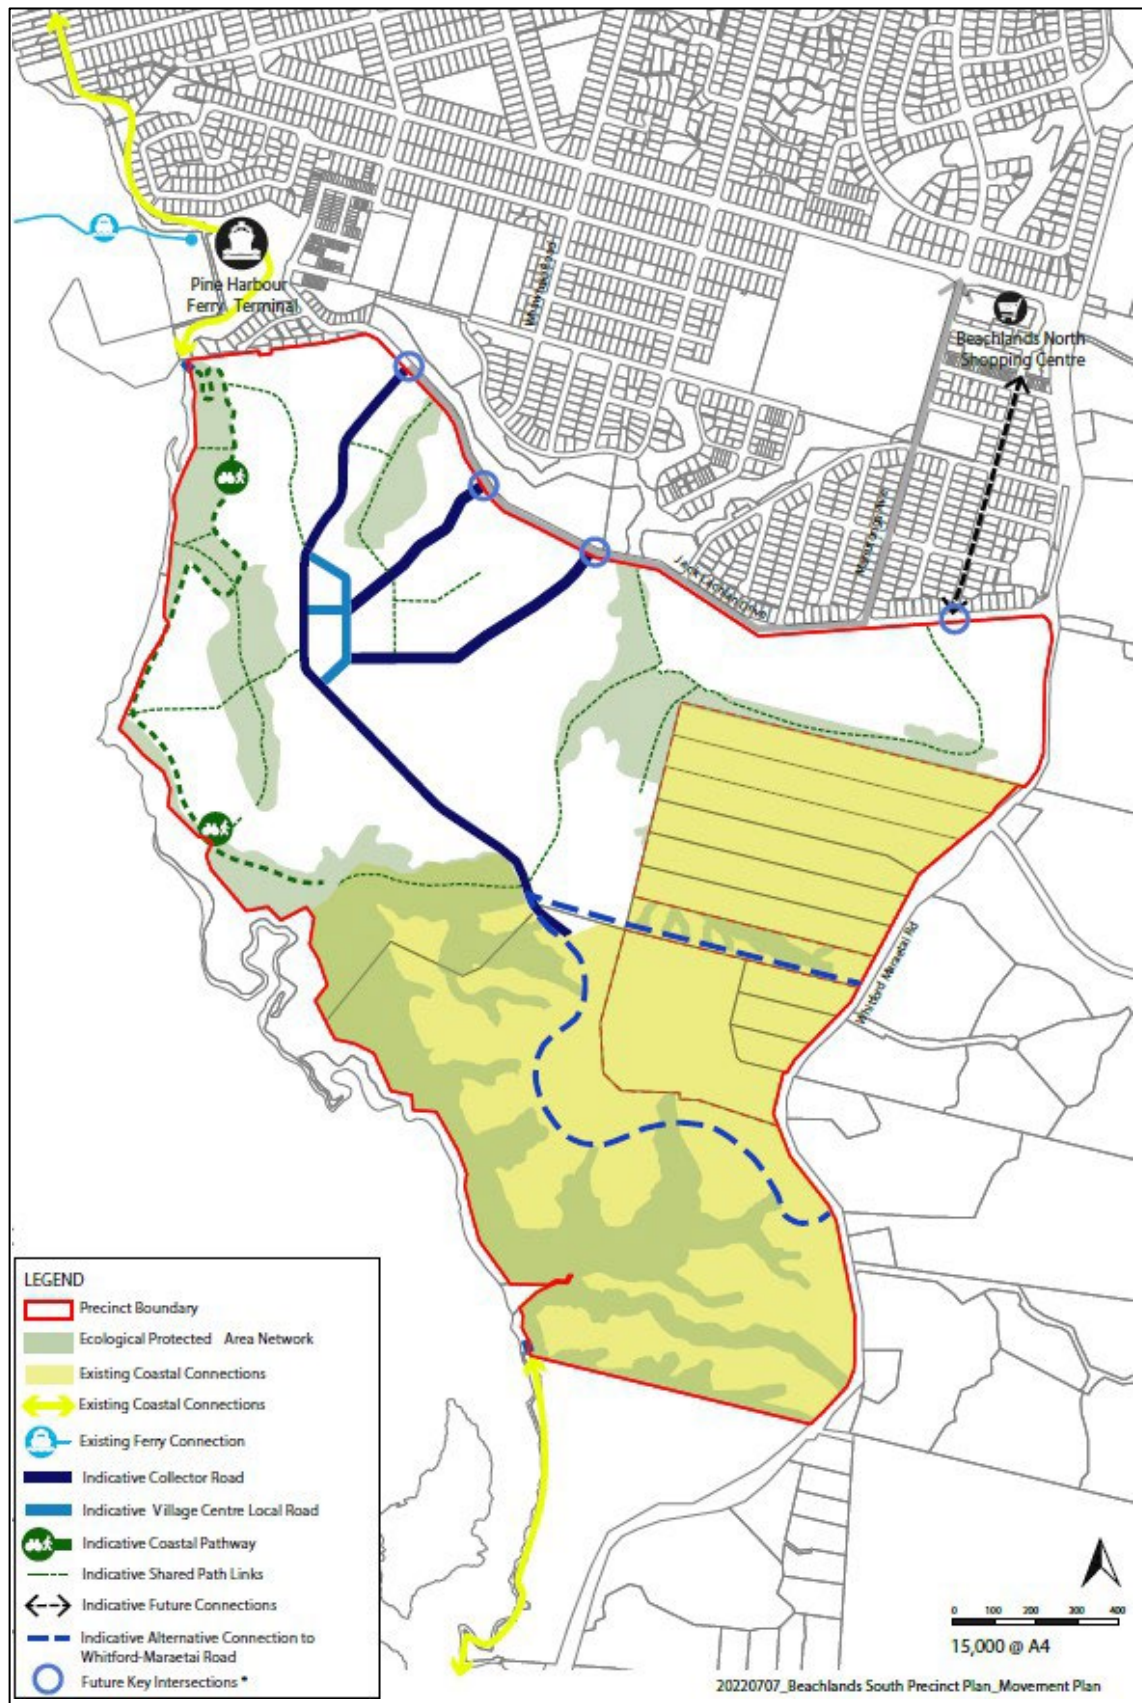 Pine Harbour
Ferry Terminal
Beachlands North
Shopping Centre
Jack Lachlan Drive
Whitford Maraetai Rd
LEGEND
Precinct Boundary
Ecological Protected Area Network
Existing Coastal Connections
Existing Coastal Connections
Existing Ferry Connection
Indicative Collector Road
Indicative Village Centre Local Road
Indicative Coastal Pathway
Indicative Shared Path Links
Indicative Future Connections
Indicative Alternative Connection to
Whitford-Maraetai Road
Future Key Intersections *
0 100 200 300 400
15,000 @ A4
20220707_Beachlands South Precinct Plan_Movement Plan